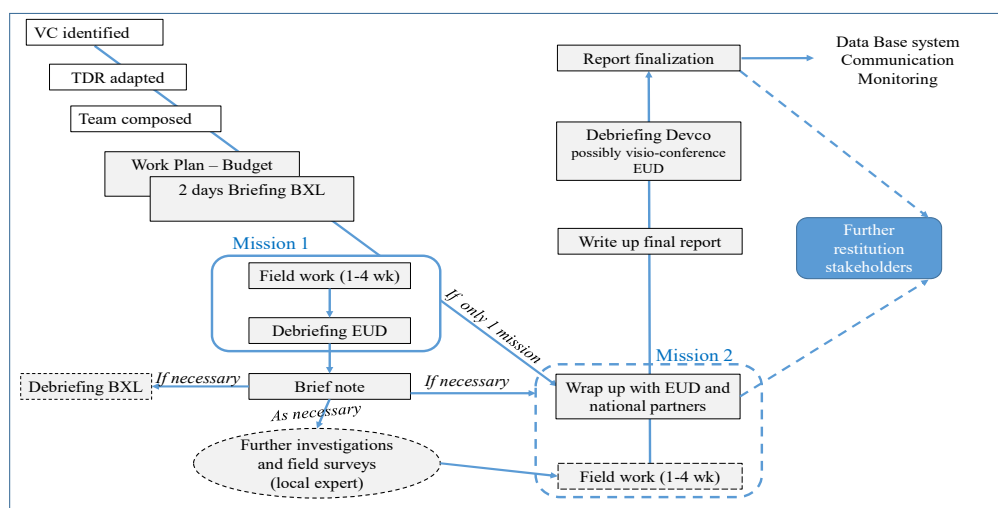 VC identified
TDR adapted
Team composed
Work Plan – Budget
2 days Briefing BXL
Mission 1
Field work (1-4 wk)
Debriefing EUD
If only 1 mission
Debriefing BXL
If necessary
Brief note
If necessary
As necessary
Further investigations
and field surveys
(local expert)
Report finalization
Data Base system
Communication
Monitoring
Debriefing Devco
possibly visio-conference
EUD
Write up final report
Further
restitution
stakeholders
Mission 2
Wrap up with EUD and
national partners
Field work (1-4 wk)